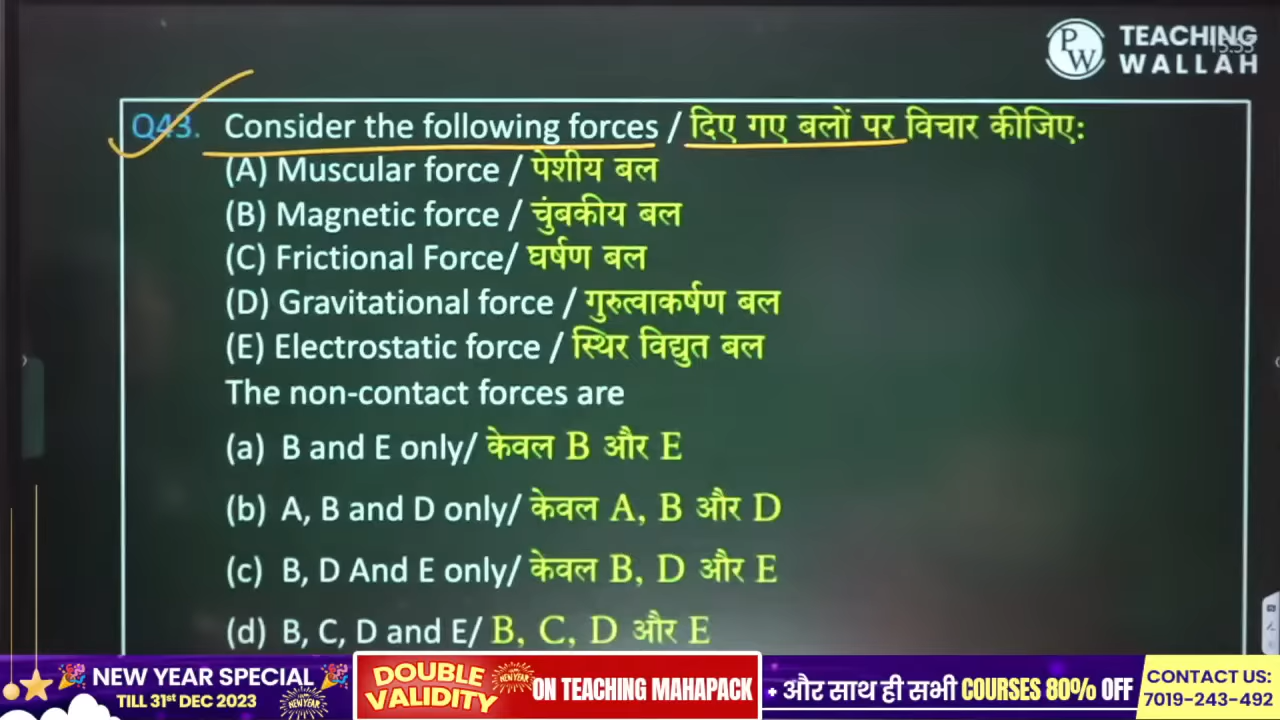 TEACHING
WALLAH
Q43. Consider the following forces / दिए गए बलों पर विचार कीजिए:
(A) Muscular force / पेशीय बल
(B) Magnetic force / चुंबकीय बल
(C) Frictional Force/ घर्षण बल
(D) Gravitational force / गुरुत्वाकर्षण बल
(E) Electrostatic force / स्थिर विद्युत बल
The non-contact forces are
(a) B and E only/ केवल B और E
(b) A, B and D only/ केवल A, B और D
(c) B, D And E only/ केवल B, D और E
(d) B, C, D and E/ B, C, D और E
NEW YEAR SPECIAL
TILL 31st DEC 2023
DOUBLE
VALIDITY
ON TEACHING MAHAPACK
+ और साथ ही सभी COURSES 80% OFF
CONTACT US:
7019-243-492